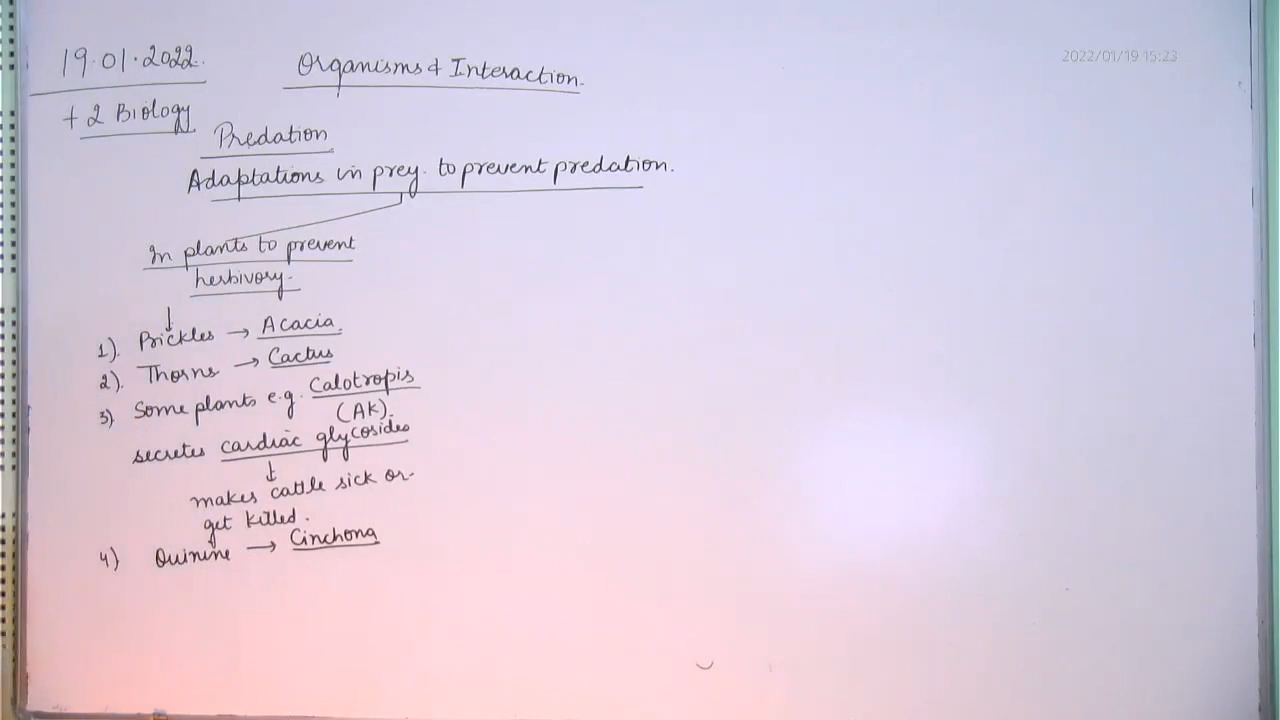 19.01.2022.
Organisms & Interaction.
2022/01/19 15:23
+ 2 Biology
Predation
Adaptations in prey. to prevent predation.
In plants to prevent
herbivory.
1). Prickles → Acacia.
2). Thorns → Cactus
3) Some plants e.g. Calotropis
(AK).
secretes cardiac glycosides
makes cattle sick or
get killed.
4) Quinine → Cinchona